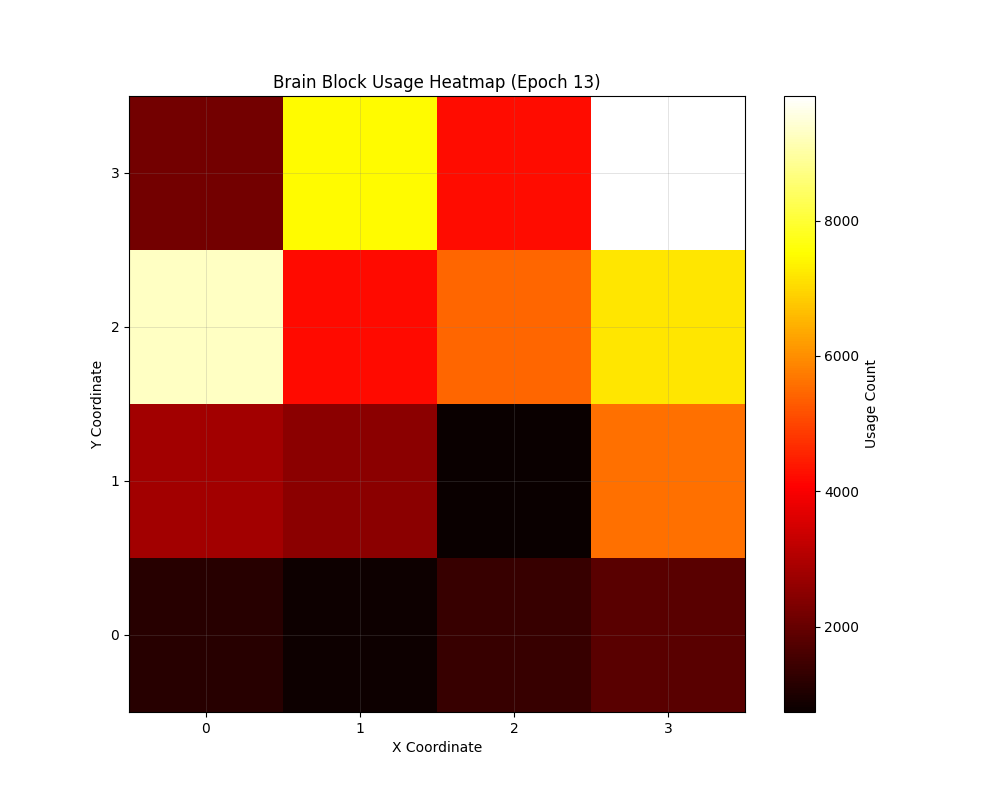 Brain Block Usage Heatmap (Epoch 13)
3
2
1
0
Y Coordinate
0 1 2 3
X Coordinate
8000
6000
4000
2000
Usage Count